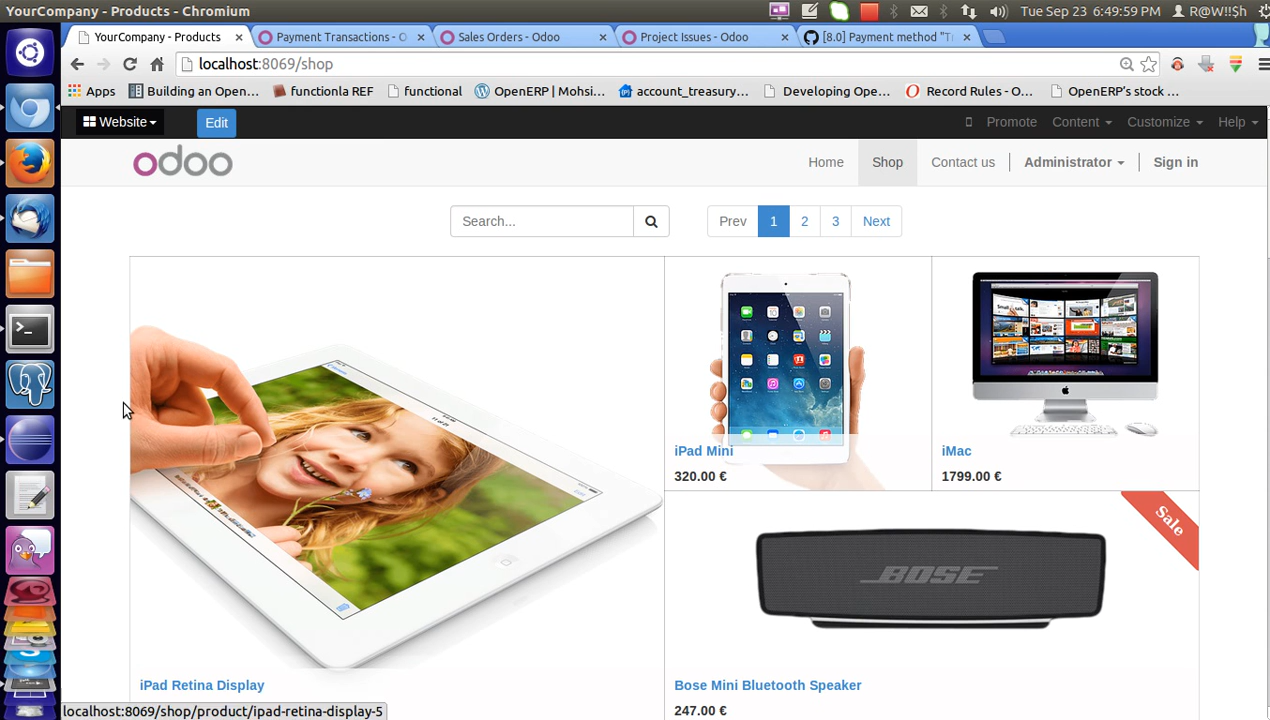 YourCompany - Products - Chromium
Tue Sep 23 6:49:59 PM R@W!!$h
YourCompany - Products
Payment Transactions - O
Sales Orders - Odoo
Project Issues - Odoo
[8.0] Payment method "Tr
localhost:8069/shop
Apps
Building an Open...
functionla REF
functional
OpenERP | Mohsi...
account_treasury...
Developing Ope...
Record Rules - O...
OpenERP's stock ...
Website
Edit
Promote
Content
Customize
Help
odoo
Home
Shop
Contact us
Administrator
Sign in
Search...
Prev
1
2
3
Next
iPad Mini
320.00 €
iMac
1799.00 €
Sale
BOSE
iPad Retina Display
Bose Mini Bluetooth Speaker
247.00 €
localhost:8069/shop/product/ipad-retina-display-5